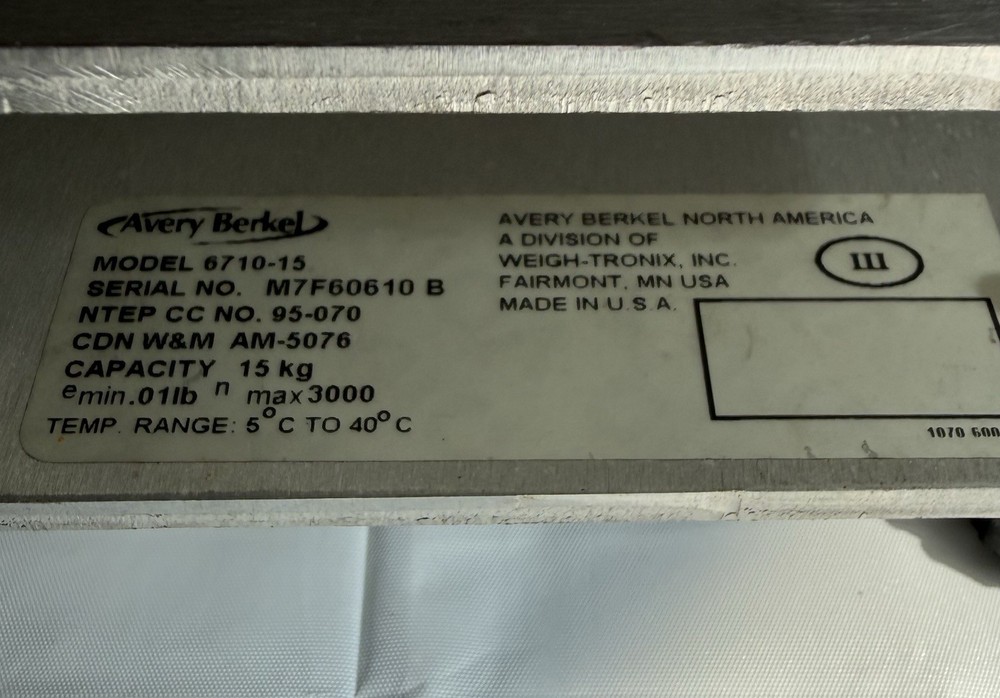 Avery Berkel
MODEL 6710-15
SERIAL NO. M7F60610 B
NTEP CC NO. 95-070
CDN W&M AM-5076
CAPACITY 15 kg
emin.01lb n max 3000
TEMP. RANGE: 5°C TO 40°C
AVERY BERKEL NORTH AMERICA
A DIVISION OF
WEIGH-TRONIX, INC.
FAIRMONT, MN USA
MADE IN U.S.A.
III
1070